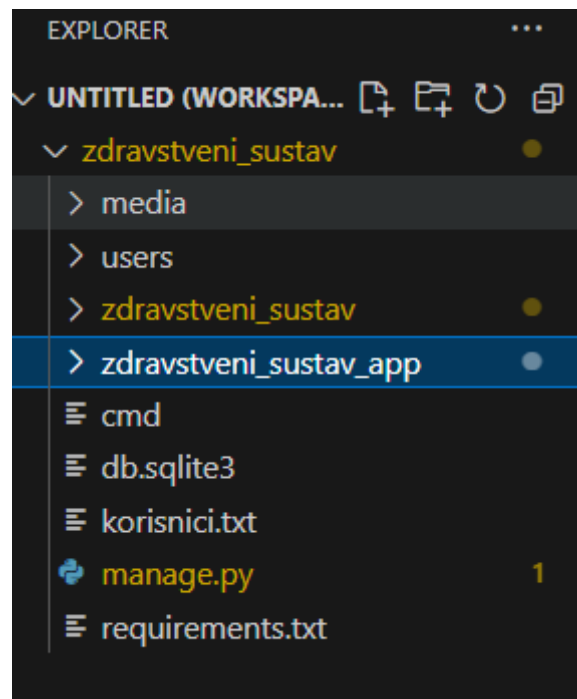 EXPLORER ...
UNTITLED (WORKSPA...
zdravstveni_sustav
media
users
zdravstveni_sustav
zdravstveni_sustav_app
cmd
db.sqlite3
korisnici.txt
manage.py 1
requirements.txt